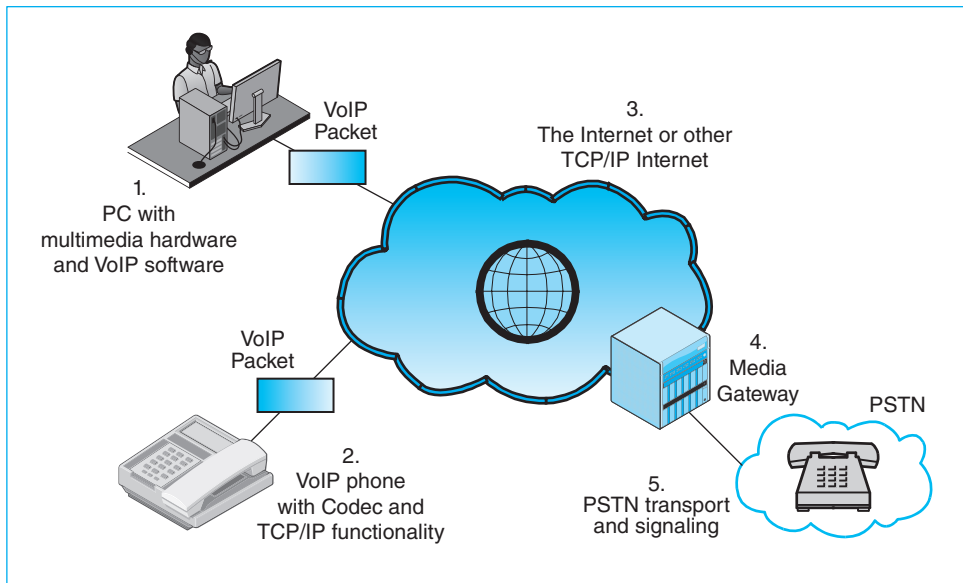 VoIP
Packet
3.
The Internet or other
TCP/IP Internet
1.
PC with
multimedia hardware
and VoIP software
VoIP
Packet
4.
Media
Gateway
PSTN
2.
VoIP phone
with Codec and
TCP/IP functionality
5.
PSTN transport
and signaling